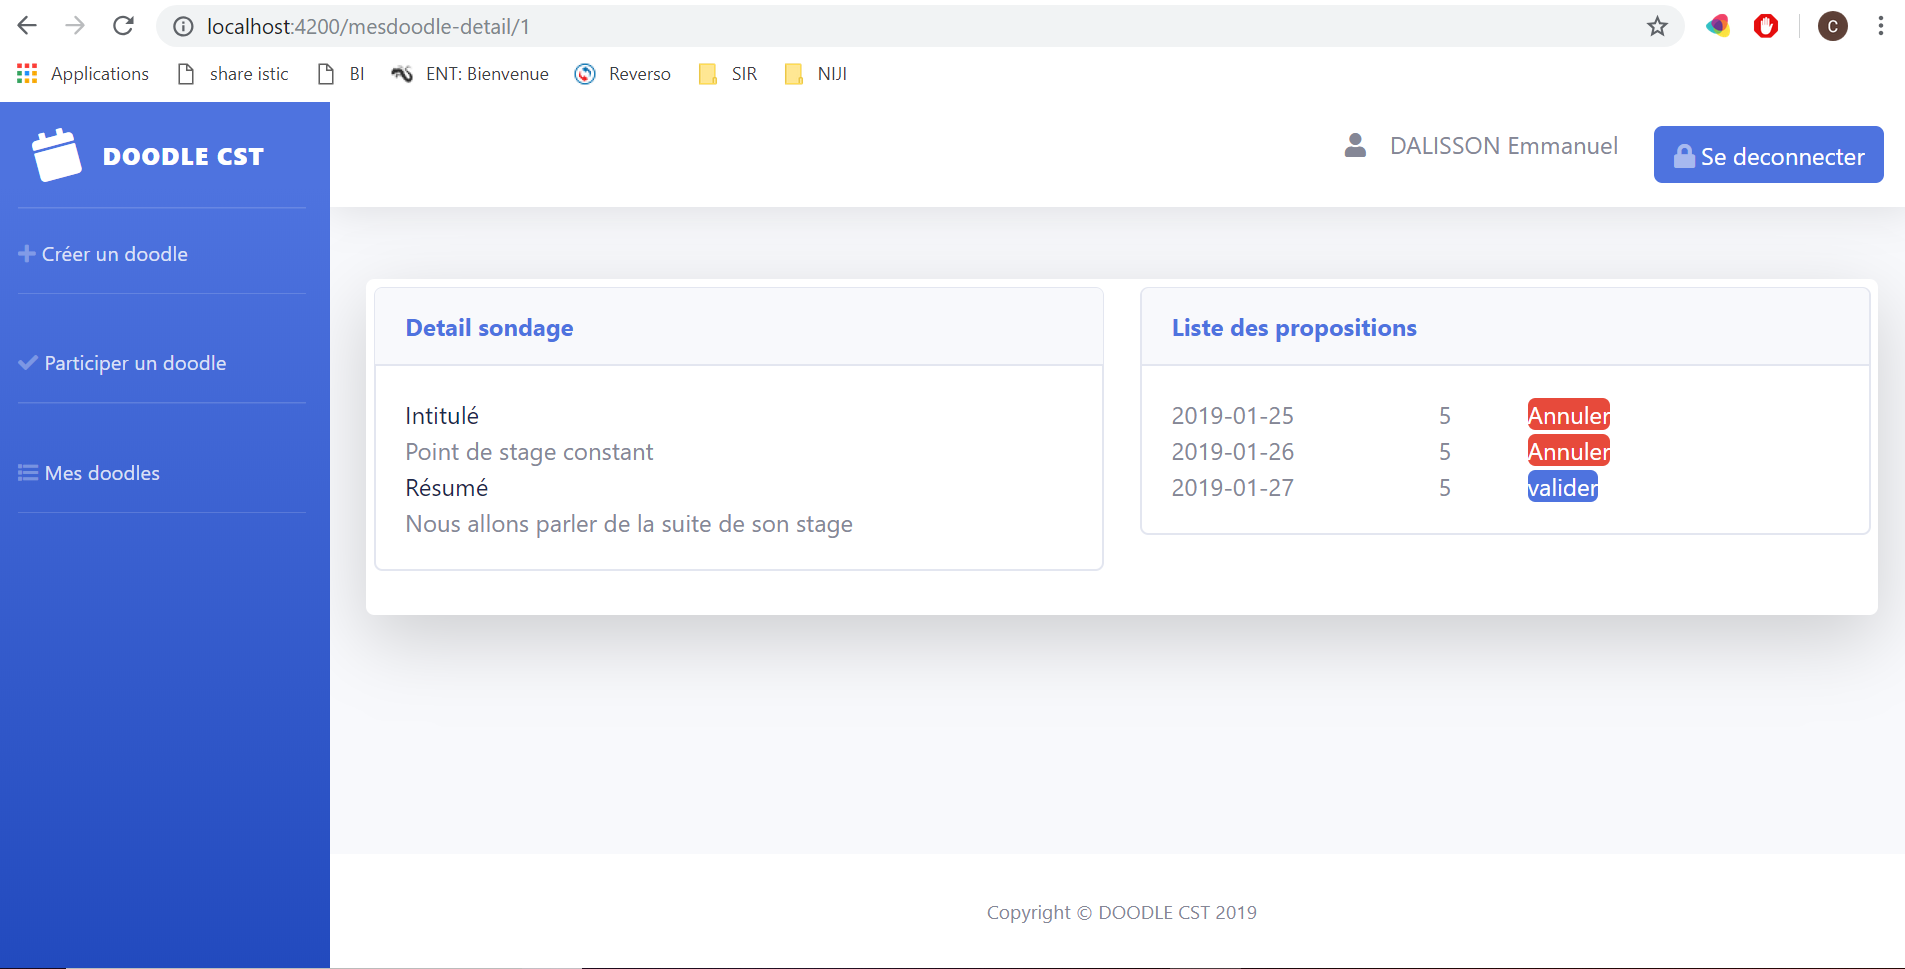 localhost:4200/mesdoodle-detail/1
C
Applications share istic BI ENT: Bienvenue Reverso SIR NIJI
DOODLE CST
DALISSON Emmanuel Se deconnecter
Créer un doodle
Participer un doodle
Mes doodles
Detail sondage
Intitulé
Point de stage constant
Résumé
Nous allons parler de la suite de son stage
Liste des propositions
2019-01-25 5 Annuler
2019-01-26 5 Annuler
2019-01-27 5 valider
Copyright © DOODLE CST 2019